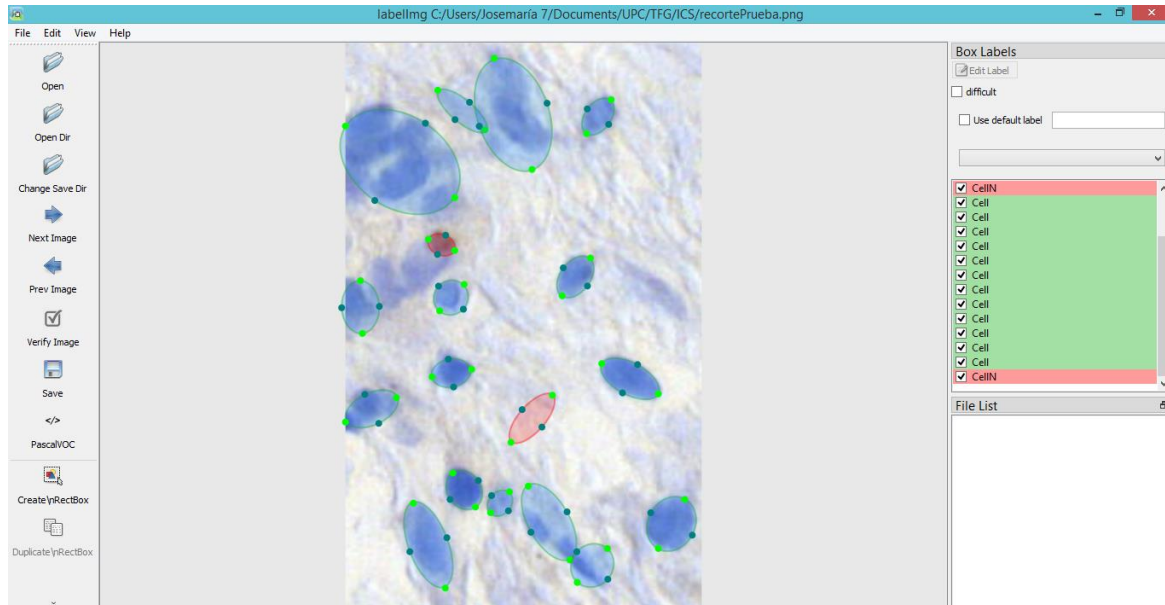 labelImg C:/Users/Josemaría 7/Documents/UPC/TFG/ICS/recortePrueba.png
File Edit View Help
Open
Open Dir
Change Save Dir
Next Image
Prev Image
Verify Image
Save
</>
PascalVOC
Create\nRectBox
Duplicate\nRectBox
Box Labels
Edit Label
difficult
Use default label
CellN
Cell
Cell
Cell
Cell
Cell
Cell
Cell
Cell
Cell
Cell
Cell
Cell
CellN
File List